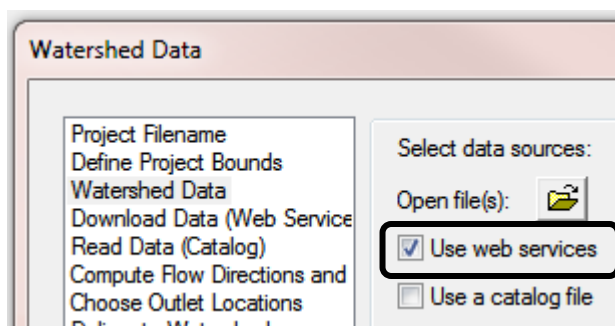 Watershed Data
Project Filename
Define Project Bounds
Watershed Data
Download Data (Web Service
Read Data (Catalog)
Compute Flow Directions and
Choose Outlet Locations
Select data sources:
Open file(s):
Use web services
Use a catalog file